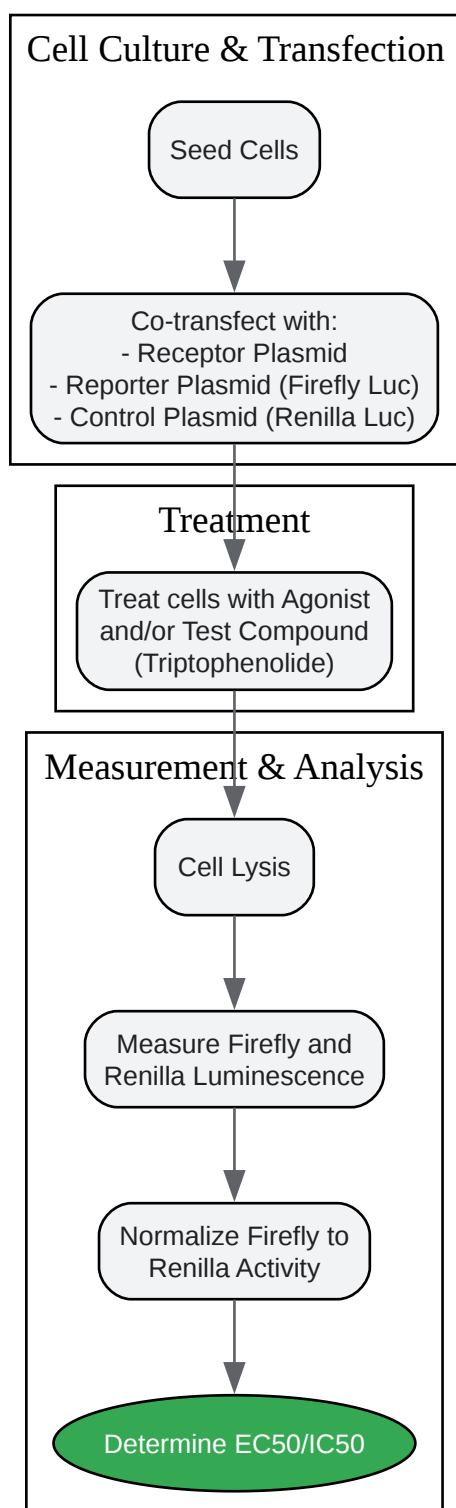 Cell Culture & Transfection
Seed Cells
Co-transfect with:
- Receptor Plasmid
- Reporter Plasmid (Firefly Luc)
- Control Plasmid (Renilla Luc)
Treatment
Treat cells with Agonist
and/or Test Compound
(Triptophenolide)
Measurement & Analysis
Cell Lysis
Measure Firefly and
Renilla Luminescence
Normalize Firefly to
Renilla Activity
Determine EC50/IC50